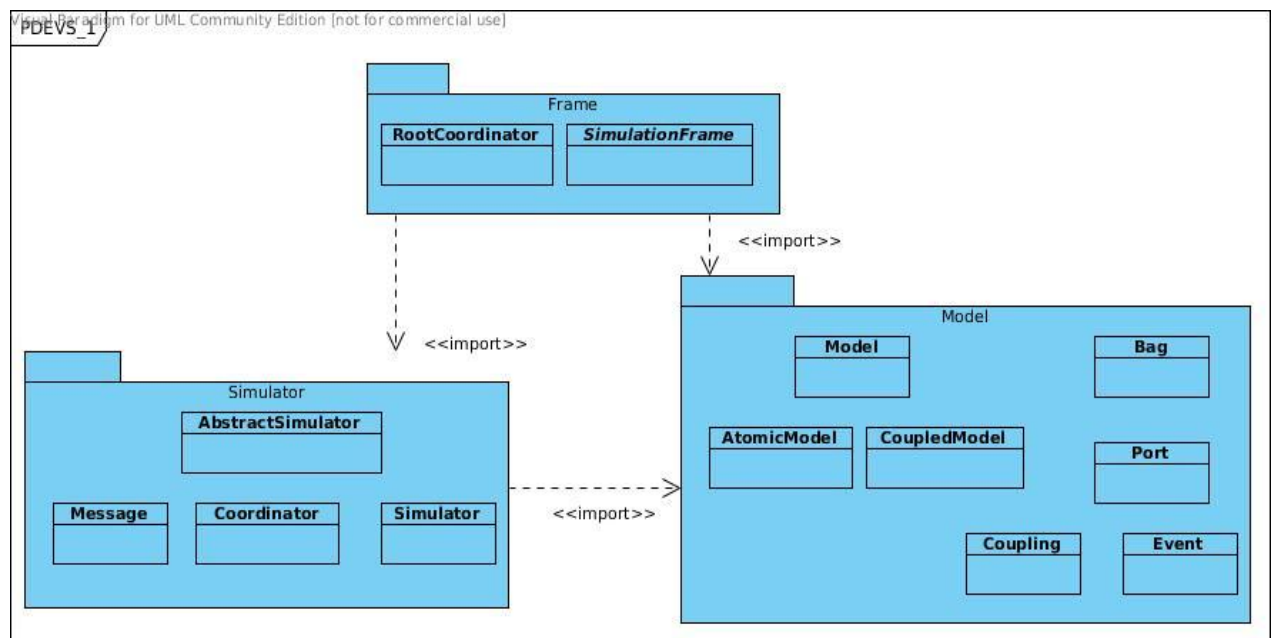 Visual Paradigm for UML Community Edition [not for commercial use]
PDEVS_1
Frame
RootCoordinator
SimulationFrame
<<import>>
<<import>>
Model
Model
Bag
Simulator
AbstractSimulator
AtomicModel
CoupledModel
Port
Message
Coordinator
Simulator
<<import>>
Coupling
Event